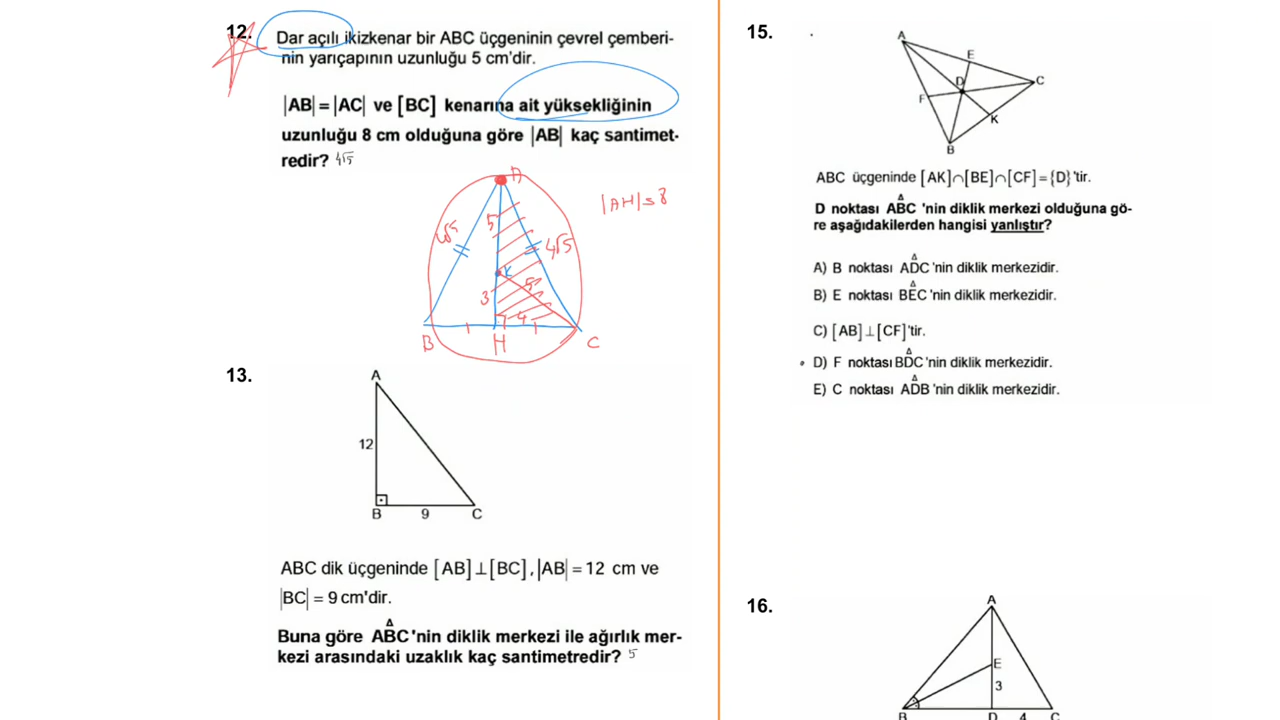 12.
Dar açılı ikizkenar bir ABC üçgeninin çevrel çemberi-
nin yarıçapının uzunluğu 5 cm'dir.
|AB| = |AC| ve [BC] kenarına ait yüksekliğinin
uzunluğu 8 cm olduğuna göre |AB| kaç santimet-
redir? 4√5
A
|AH|=8
5
4√5
4√5
K
5
3
4
B
H
C
13.
A
12
B
9
C
ABC dik üçgeninde [AB]⊥[BC], |AB| = 12 cm ve
|BC| = 9 cm'dir.
Buna göre ABC'nin diklik merkezi ile ağırlık mer-
kezi arasındaki uzaklık kaç santimetredir? 5
15.
A
E
D
C
F
K
B
ABC üçgeninde [AK]∩[BE]∩[CF]={D}'tir.
D noktası ABC 'nin diklik merkezi olduğuna gö-
re aşağıdakilerden hangisi yanlıştır?
A) B noktası ADC'nin diklik merkezidir.
B) E noktası BEC'nin diklik merkezidir.
C) [AB]⊥[CF]'tir.
D) F noktası BDC'nin diklik merkezidir.
E) C noktası ADB'nin diklik merkezidir.
16.
A
E
3
B
D
4
C